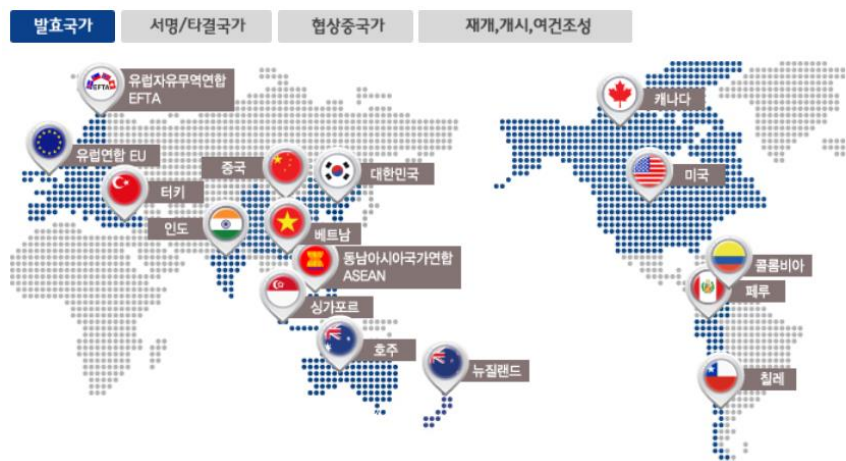 발효국가
서명/타결국가
협상중국가
재개,개시,여건조성
EFTA
유럽자유무역연합
EFTA
캐나다
유럽연합 EU
중국
대한민국
미국
터키
인도
베트남
동남아시아국가연합
ASEAN
콜롬비아
페루
싱가포르
호주
뉴질랜드
칠레